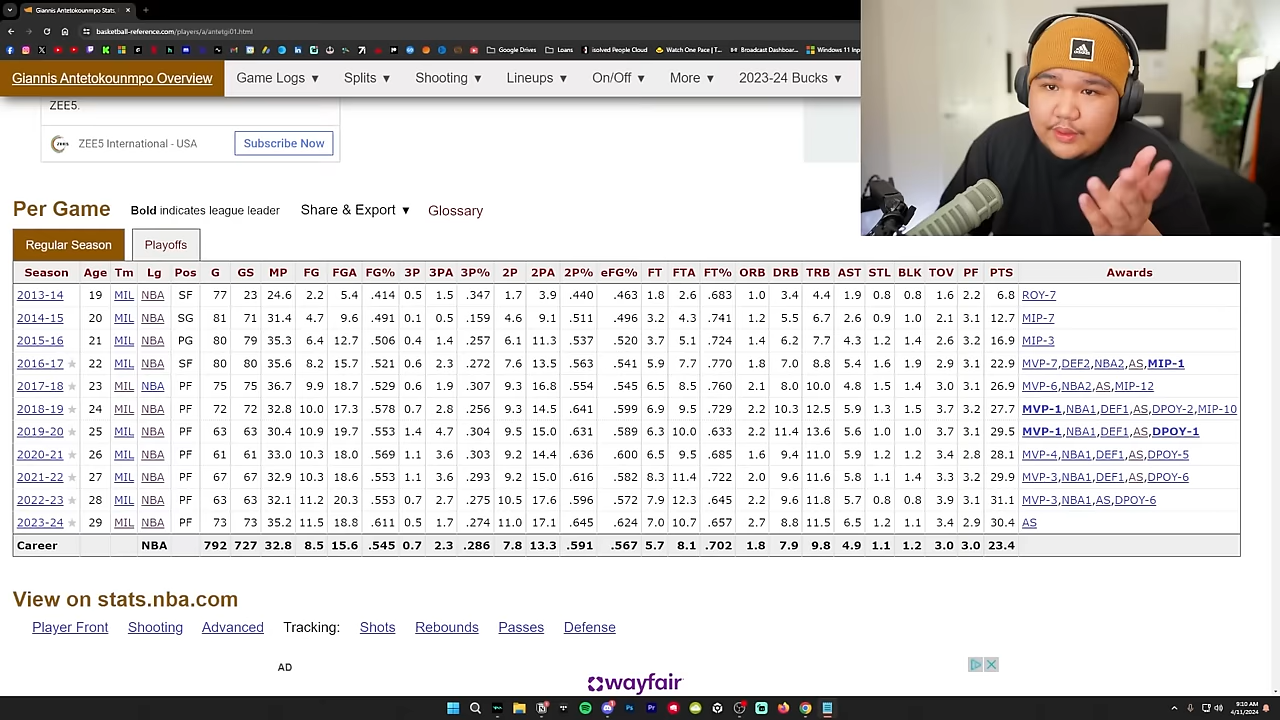 Giannis Antetokounmpo Stats,
basketball-reference.com/players/a/antetgi01.html
Google Drives
Loans
isolved People Cloud
Watch One Pace | T...
Broadcast Dashboar...
Windows 11 Inp
Giannis Antetokounmpo Overview Game Logs ▼ Splits ▼ Shooting ▼ Lineups ▼ On/Off ▼ More ▼ 2023-24 Bucks ▼
ZEE5.
ZEE5 International - USA Subscribe Now
Per Game Bold indicates league leader Share & Export ▼ Glossary
Regular Season Playoffs
Season Age Tm Lg Pos G GS MP FG FGA FG% 3P 3PA 3P% 2P 2PA 2P% eFG% FT FTA FT% ORB DRB TRB AST STL BLK TOV PF PTS Awards
2013-14 19 MIL NBA SF 77 23 24.6 2.2 5.4 .414 0.5 1.5 .347 1.7 3.9 .440 .463 1.8 2.6 .683 1.0 3.4 4.4 1.9 0.8 0.8 1.6 2.2 6.8 ROY-7
2014-15 20 MIL NBA SG 81 71 31.4 4.7 9.6 .491 0.1 0.5 .159 4.6 9.1 .511 .496 3.2 4.3 .741 1.2 5.5 6.7 2.6 0.9 1.0 2.1 3.1 12.7 MIP-7
2015-16 21 MIL NBA PG 80 79 35.3 6.4 12.7 .506 0.4 1.4 .257 6.1 11.3 .537 .520 3.7 5.1 .724 1.4 6.2 7.7 4.3 1.2 1.4 2.6 3.2 16.9 MIP-3
2016-17 ★ 22 MIL NBA SF 80 80 35.6 8.2 15.7 .521 0.6 2.3 .272 7.6 13.5 .563 .541 5.9 7.7 .770 1.8 7.0 8.8 5.4 1.6 1.9 2.9 3.1 22.9 MVP-7,DEF2,NBA2,AS,MIP-1
2017-18 ★ 23 MIL NBA PF 75 75 36.7 9.9 18.7 .529 0.6 1.9 .307 9.3 16.8 .554 .545 6.5 8.5 .760 2.1 8.0 10.0 4.8 1.5 1.4 3.0 3.1 26.9 MVP-6,NBA2,AS,MIP-12
2018-19 ★ 24 MIL NBA PF 72 72 32.8 10.0 17.3 .578 0.7 2.8 .256 9.3 14.5 .641 .599 6.9 9.5 .729 2.2 10.3 12.5 5.9 1.3 1.5 3.7 3.2 27.7 MVP-1,NBA1,DEF1,AS,DPOY-2,MIP-10
2019-20 ★ 25 MIL NBA PF 63 63 30.4 10.9 19.7 .553 1.4 4.7 .304 9.5 15.0 .631 .589 6.3 10.0 .633 2.2 11.4 13.6 5.6 1.0 1.0 3.7 3.1 29.5 MVP-1,NBA1,DEF1,AS,DPOY-1
2020-21 ★ 26 MIL NBA PF 61 61 33.0 10.3 18.0 .569 1.1 3.6 .303 9.2 14.4 .636 .600 6.5 9.5 .685 1.6 9.4 11.0 5.9 1.2 1.2 3.4 2.8 28.1 MVP-4,NBA1,DEF1,AS,DPOY-5
2021-22 ★ 27 MIL NBA PF 67 67 32.9 10.3 18.6 .553 1.1 3.6 .293 9.2 15.0 .616 .582 8.3 11.4 .722 2.0 9.6 11.6 5.8 1.1 1.4 3.3 3.2 29.9 MVP-3,NBA1,DEF1,AS,DPOY-6
2022-23 ★ 28 MIL NBA PF 63 63 32.1 11.2 20.3 .553 0.7 2.7 .275 10.5 17.6 .596 .572 7.9 12.3 .645 2.2 9.6 11.8 5.7 0.8 0.8 3.9 3.1 31.1 MVP-3,NBA1,AS,DPOY-6
2023-24 ★ 29 MIL NBA PF 73 73 35.2 11.5 18.8 .611 0.5 1.7 .274 11.0 17.1 .645 .624 7.0 10.7 .657 2.7 8.8 11.5 6.5 1.2 1.1 3.4 2.9 30.4 AS
Career NBA 792 727 32.8 8.5 15.6 .545 0.7 2.3 .286 7.8 13.3 .591 .567 5.7 8.1 .702 1.8 7.9 9.8 4.9 1.1 1.2 3.0 3.0 23.4
View on stats.nba.com
Player Front Shooting Advanced Tracking: Shots Rebounds Passes Defense
AD
wayfair
9:10 AM
4/11/2024
adidas